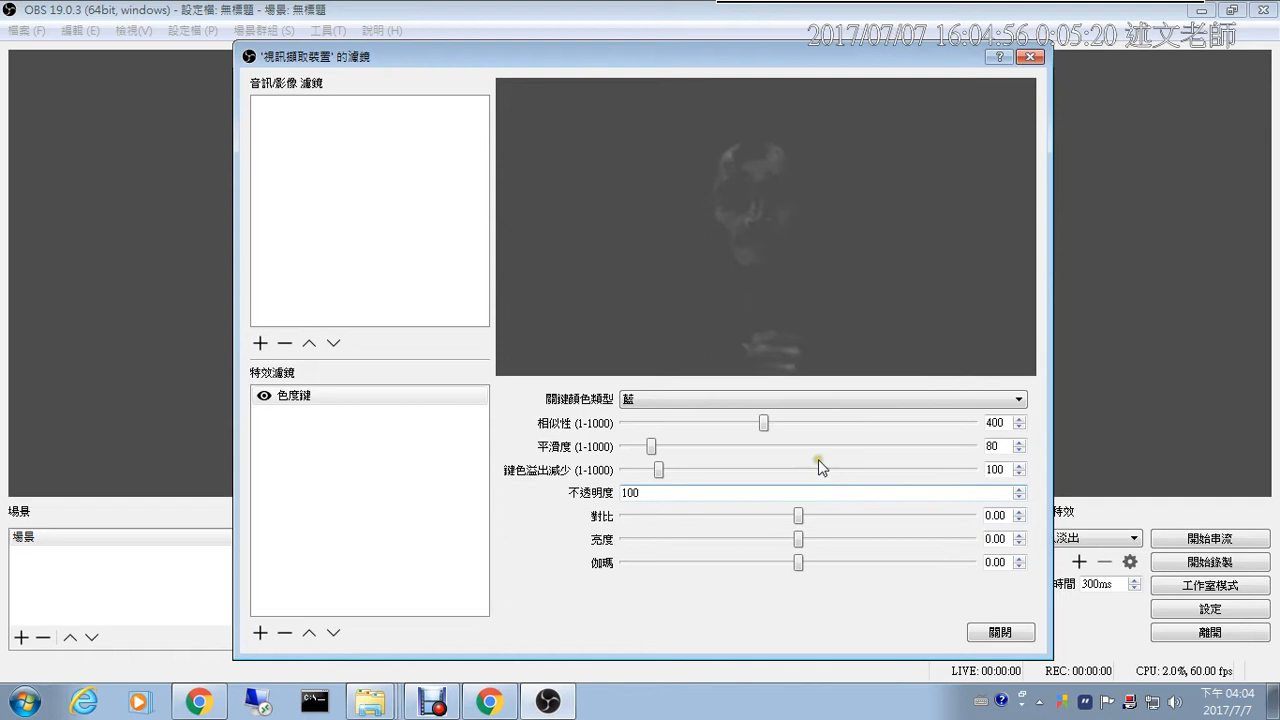 OBS 19.0.3 (64bit, windows) - 設定檔: 無標題 - 場景: 無標題
檔案 (F) 編輯 (E) 檢視(V) 設定檔 (P) 場景群組 (S) 工具(T) 說明 (H)
2017/07/07 16:04:56 0:05:20 述文老師
'視訊擷取裝置' 的濾鏡
音訊/影像 濾鏡
特效濾鏡
色度鍵
關鍵顏色類型 藍
相似性 (1-1000) 400
平滑度 (1-1000) 80
鍵色溢出減少 (1-1000) 100
不透明度 100
對比 0.00
亮度 0.00
伽瑪 0.00
關閉
場景
場景
特效
淡出
時間 300ms
開始串流
開始錄製
工作室模式
設定
離開
LIVE: 00:00:00 REC: 00:00:00 CPU: 2.0%, 60.00 fps
下午 04:04
2017/7/7